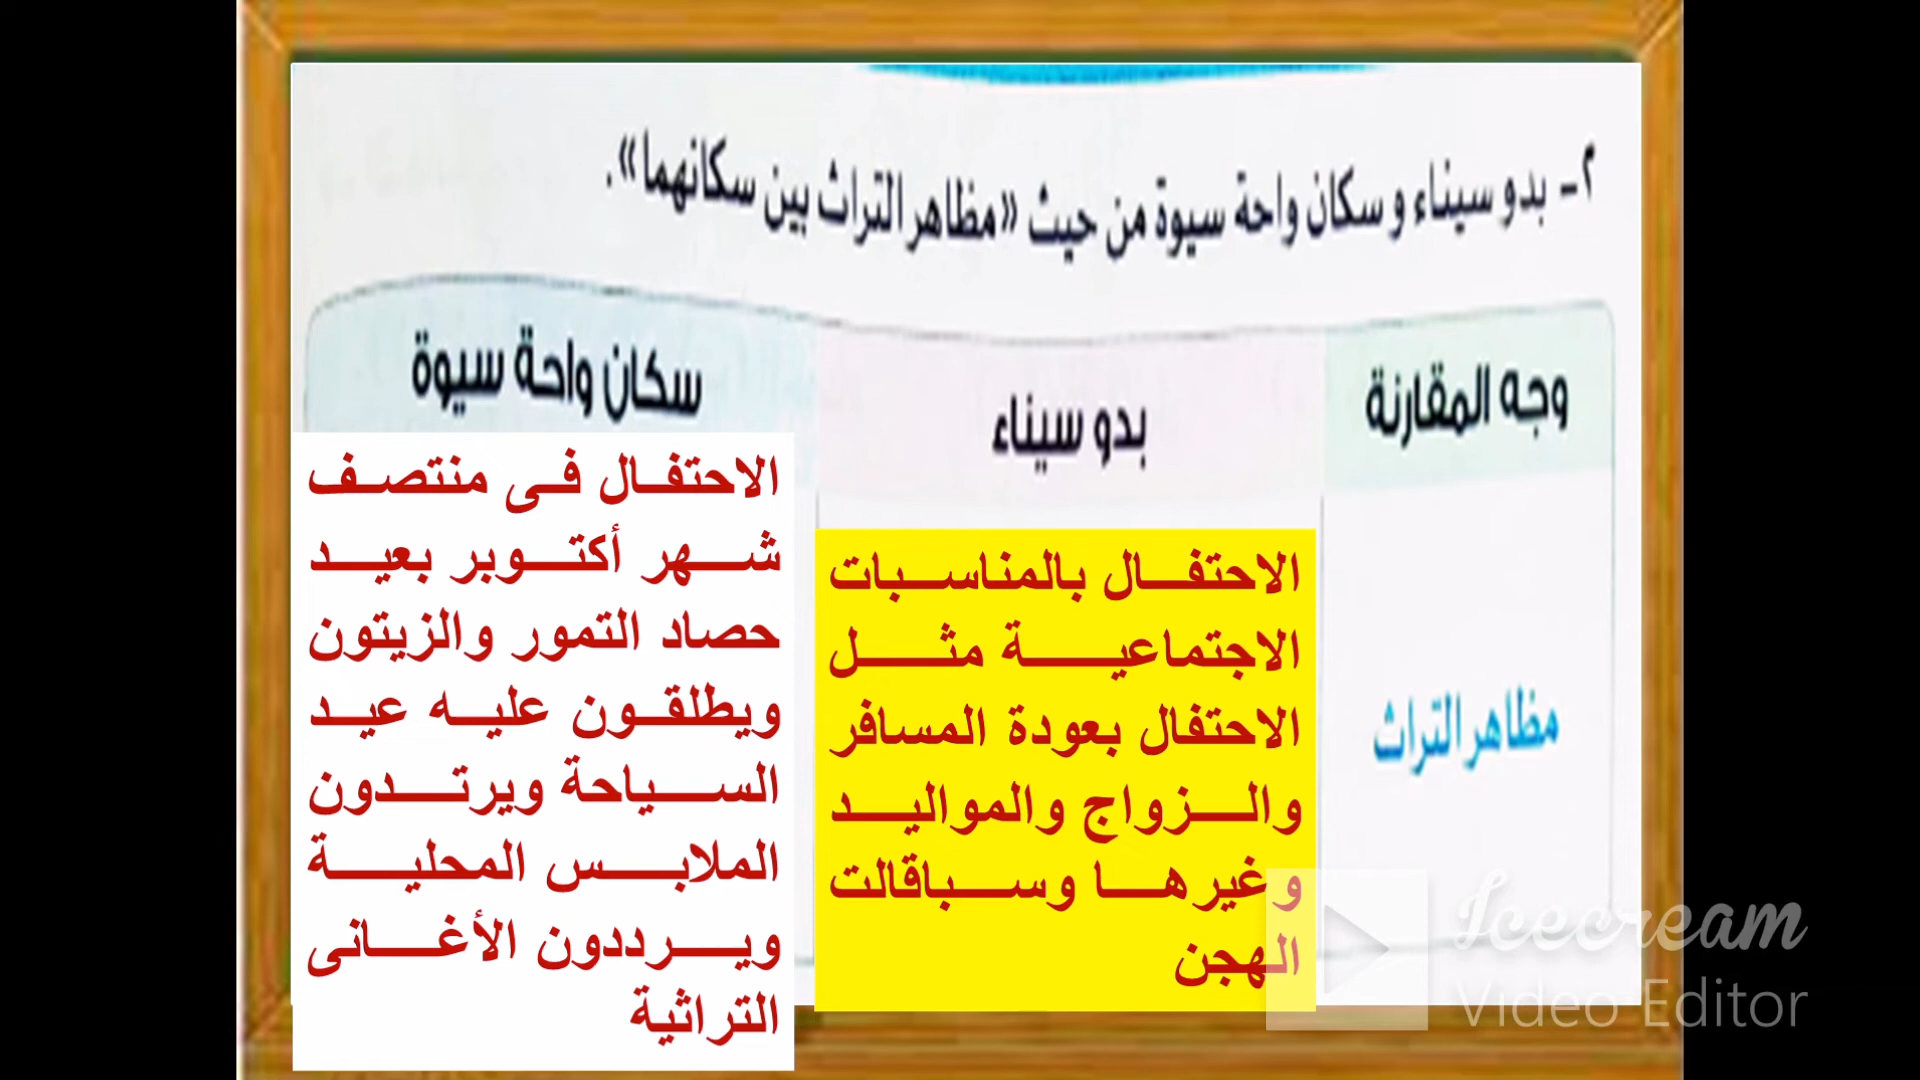 ٢- بدو سيناء و سكان واحة سيوة من حيث «مظاهر التراث بين سكانهما».
وجه المقارنة
بدو سيناء
سكان واحة سيوة
مظاهر التراث
الاحتفال بالمناسبات
الاجتماعية مثل
الاحتفال بعودة المسافر
والزواج والمواليد
وغيرها وسباقالت
الهجن
الاحتفال فى منتصف
شهر أكتوبر بعيد
حصاد التمور والزيتون
ويطلقون عليه عيد
السياحة ويرتدون
الملابس المحلية
ويرددون الأغانى
التراثية
Icecream
Video Editor